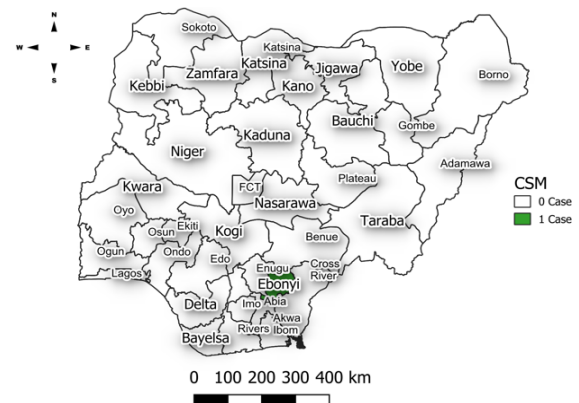 N
W E
S
Sokoto
Katsina
Katsina
Jigawa
Yobe
Borno
Zamfara
Kebbi
Kano
Bauchi
Gombe
Kaduna
Niger
Adamawa
Plateau
FCT
Kwara
Nasarawa
Taraba
Oyo
Osun
Ekiti
Kogi
Benue
Ogun
Ondo
Edo
Lagos
Enugu
Cross
River
Ebonyi
Delta
Imo
Abia
Akwa
Ibom
Rivers
Bayelsa
CSM
0 Case
1 Case
0 100 200 300 400 km